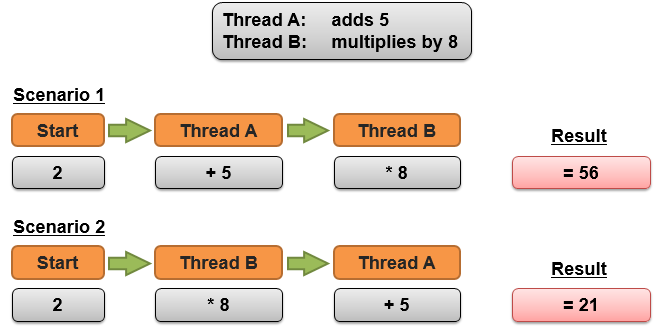 Thread A: adds 5
Thread B: multiplies by 8
Scenario 1
Start Thread A Thread B Result
2 + 5 * 8 = 56
Scenario 2
Start Thread B Thread A Result
2 * 8 + 5 = 21